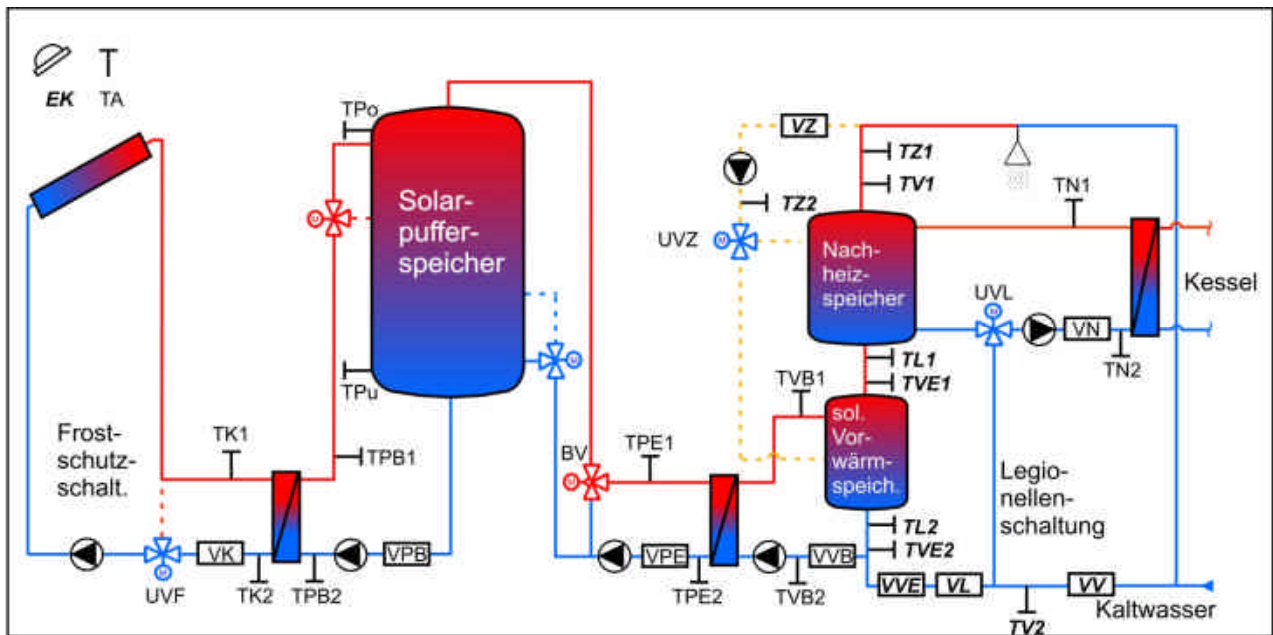 EK
TA
TPo
Solar-
puffer-
speicher
TPu
Frost-
schutz-
schalt.
TK1
TPB1
VK
VPB
UVF
TK2
TPB2
M
M
M
VZ
TZ1
TV1
TZ2
UVZ
M
Nach-
heiz-
speicher
TN1
UVL
M
Kessel
VN
TN2
TL1
TVE1
TVB1
sol.
Vor-
wärm-
speich.
BV
M
TPE1
Legio-
nellen-
schaltung
TL2
TVE2
VPE
VVB
TPE2
TVB2
VVE
VL
VV
Kaltwasser
TV2